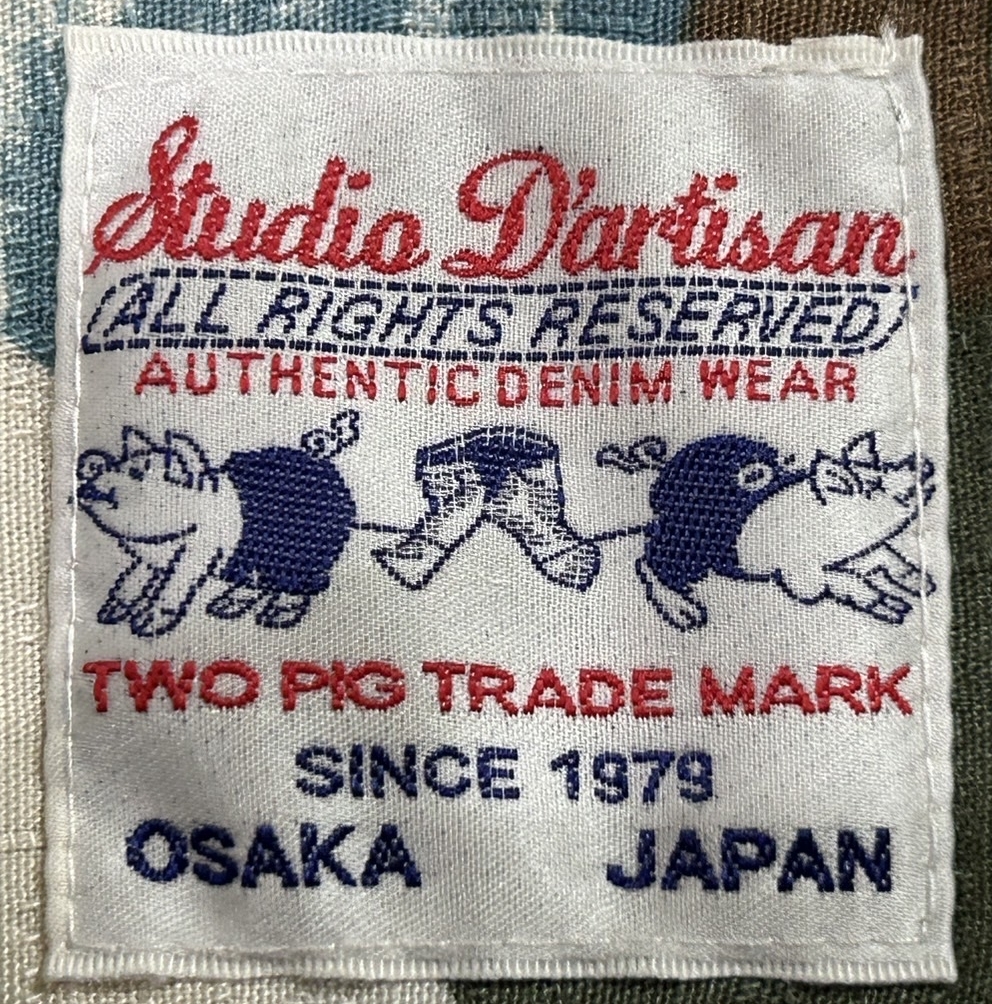 Studio D'artisan
ALL RIGHTS RESERVED
AUTHENTIC DENIM WEAR
TWO PIG TRADE MARK
SINCE 1979
OSAKA JAPAN